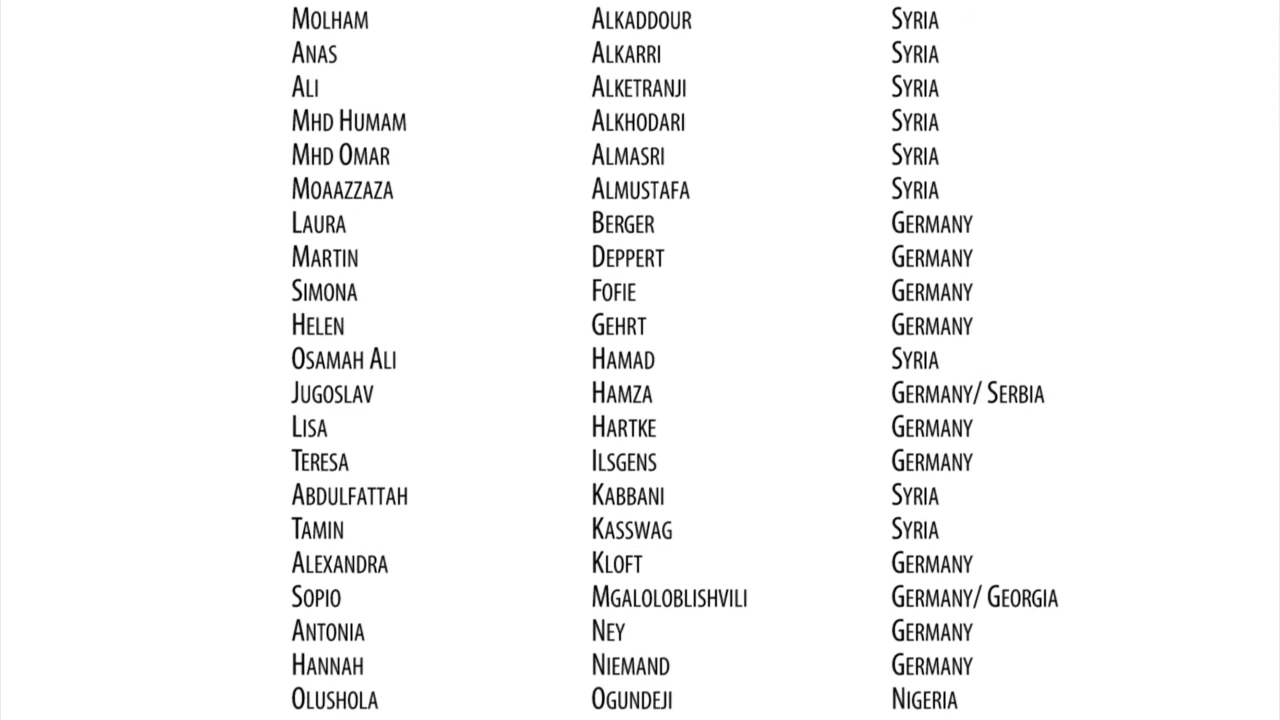 Molham Alkaddour Syria
Anas Alkarri Syria
Ali Alketranji Syria
Mhd Humam Alkhodari Syria
Mhd Omar Almasri Syria
Moaazzaza Almustafa Syria
Laura Berger Germany
Martin Deppert Germany
Simona Fofie Germany
Helen Gehrt Germany
Osamah Ali Hamad Syria
Jugoslav Hamza Germany/ Serbia
Lisa Hartke Germany
Teresa Ilsgens Germany
Abdulfattah Kabbani Syria
Tamin Kasswag Syria
Alexandra Kloft Germany
Sopio Mgaloloblishvili Germany/ Georgia
Antonia Ney Germany
Hannah Niemand Germany
Olushola Ogundeji Nigeria